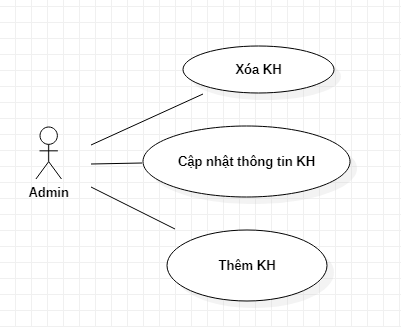 Xóa KH
Cập nhật thông tin KH
Admin
Thêm KH